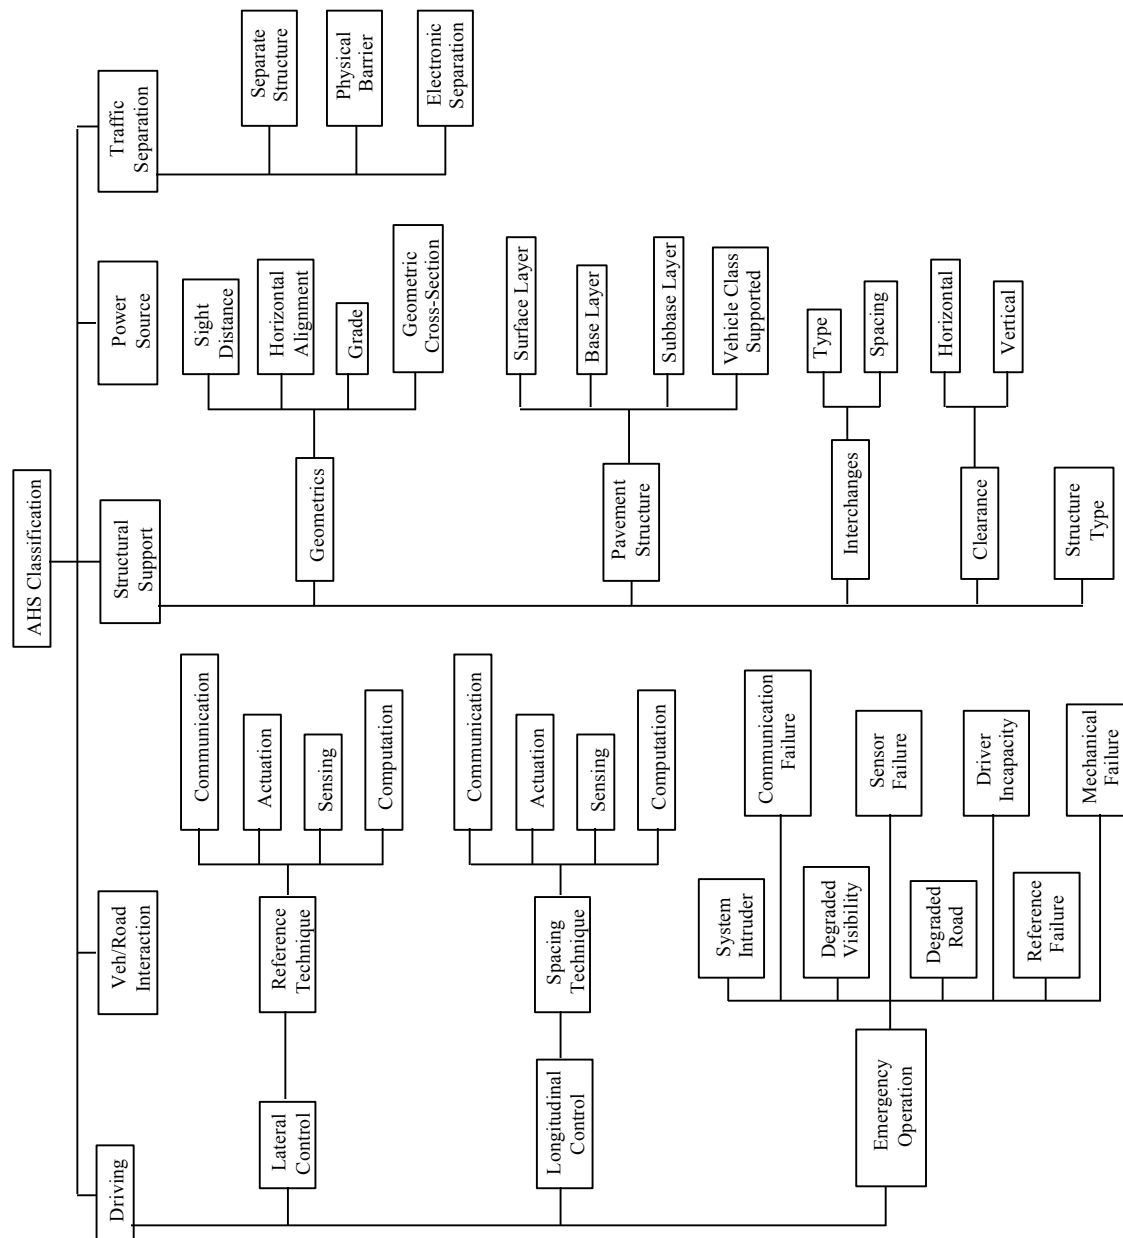 AHS Classification
Driving
Veh/Road
Interaction
Structural
Support
Power
Source
Traffic
Separation
Lateral
Control
Reference
Technique
Communication
Actuation
Sensing
Computation
Longitudinal
Control
Spacing
Technique
Communication
Actuation
Sensing
Computation
Emergency
Operation
System
Intruder
Communication
Failure
Degraded
Visibility
Sensor
Failure
Degraded
Road
Driver
Incapacity
Reference
Failure
Mechanical
Failure
Geometrics
Sight
Distance
Horizontal
Alignment
Grade
Geometric
Cross-Section
Pavement
Structure
Surface Layer
Base Layer
Subbase Layer
Vehicle Class
Supported
Interchanges
Type
Spacing
Clearance
Horizontal
Vertical
Structure
Type
Separate
Structure
Physical
Barrier
Electronic
Separation